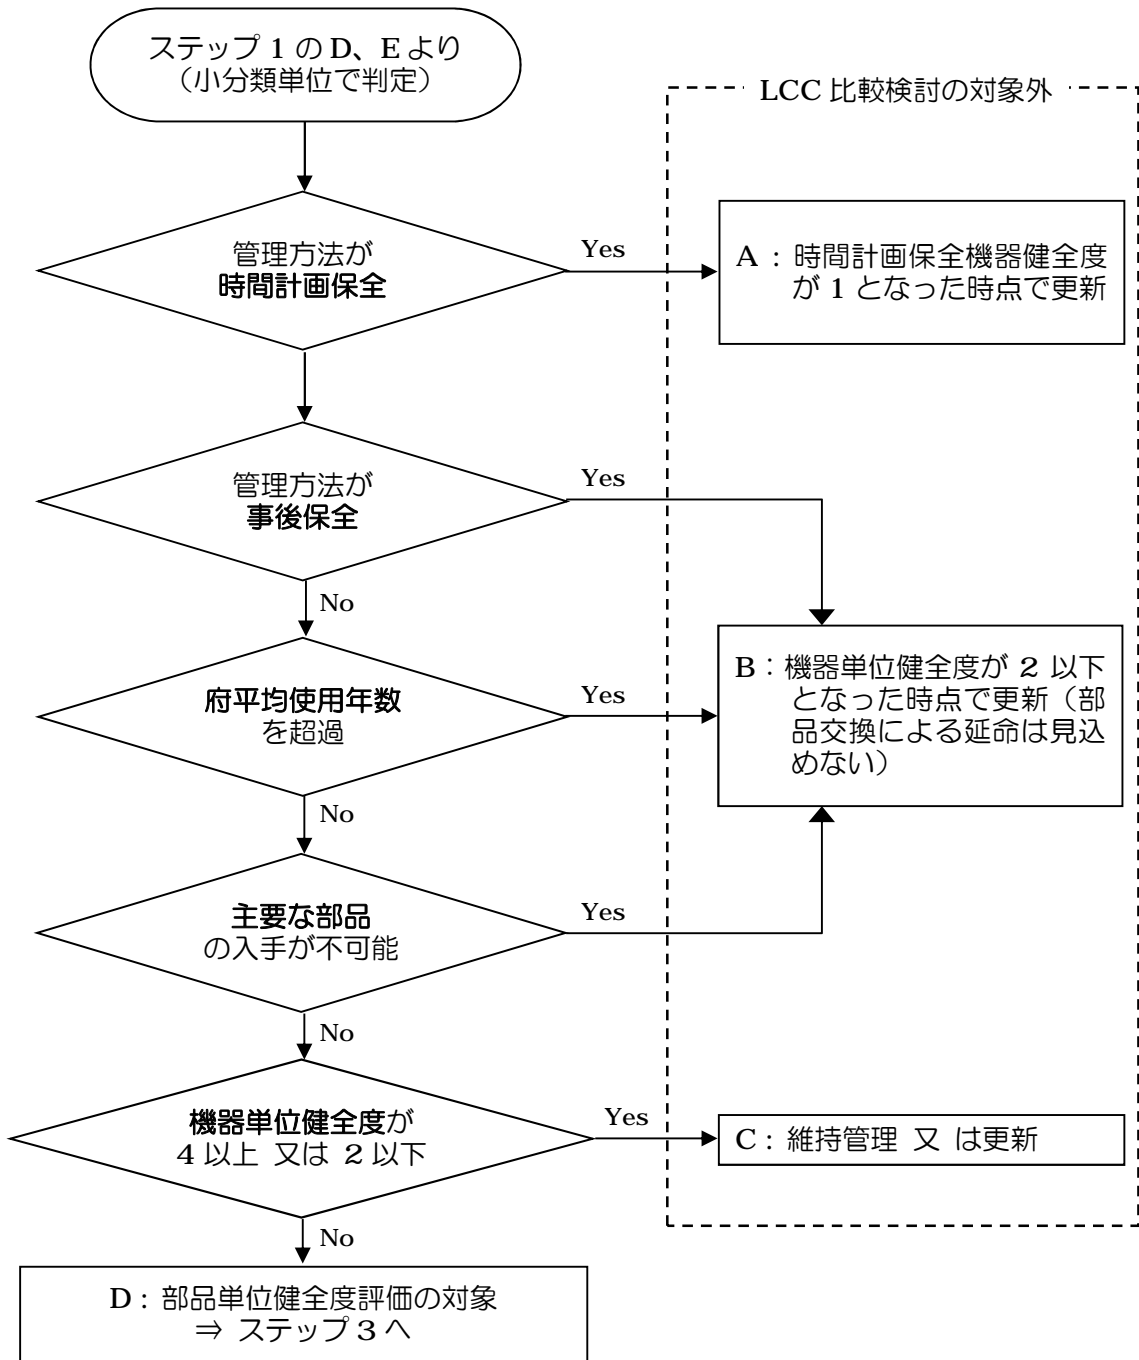 ステップ 1 の D、E より
（小分類単位で判定）
LCC 比較検討の対象外
管理方法が
時間計画保全
Yes
A : 時間計画保全機器健全度
が 1 となった時点で更新
管理方法が
事後保全
Yes
No
府平均使用年数
を超過
Yes
B：機器単位健全度が 2 以下
となった時点で更新（部
品交換による延命は見込
めない）
No
主要な部品
の入手が不可能
Yes
No
機器単位健全度が
4 以上 又は 2 以下
Yes
C : 維持管理 又 は更新
No
D : 部品単位健全度評価の対象
⇒ ステップ 3 へ